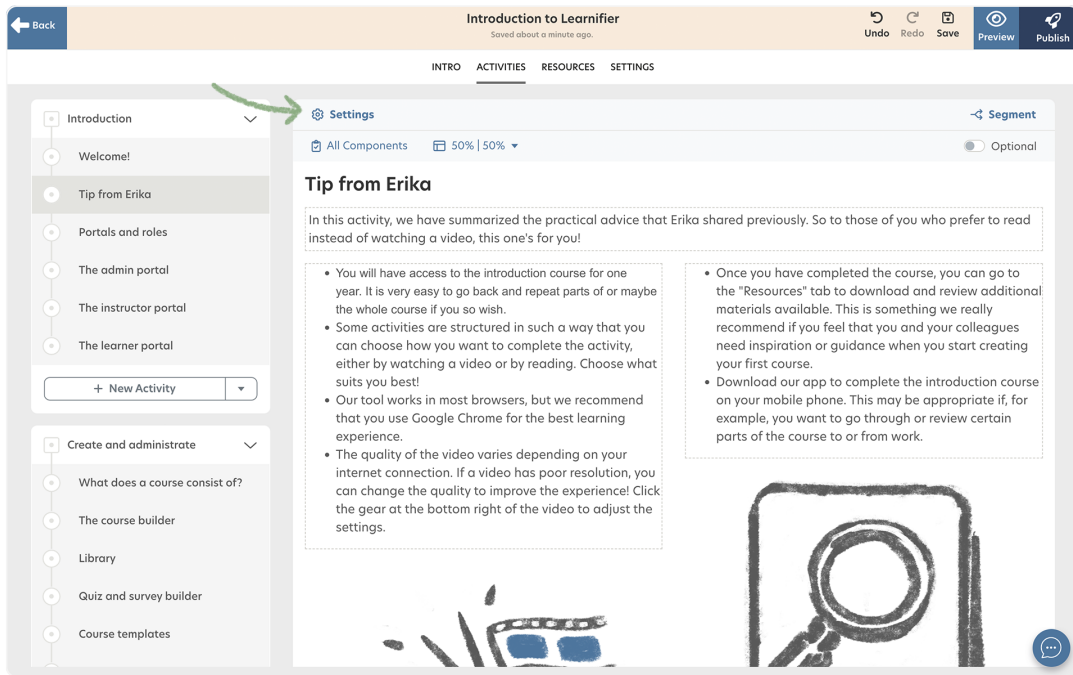 Back
Introduction to Learnifier
Saved about a minute ago.
Undo
Redo
Save
Preview
Publish
INTRO
ACTIVITIES
RESOURCES
SETTINGS
Introduction
Welcome!
Tip from Erika
Portals and roles
The admin portal
The instructor portal
The learner portal
+ New Activity
Create and administrate
What does a course consist of?
The course builder
Library
Quiz and survey builder
Course templates
Settings
Segment
All Components
50% | 50%
Optional
Tip from Erika
In this activity, we have summarized the practical advice that Erika shared previously. So to those of you who prefer to read
instead of watching a video, this one's for you!
• You will have access to the introduction course for one
year. It is very easy to go back and repeat parts of or maybe
the whole course if you so wish.
• Some activities are structured in such a way that you
can choose how you want to complete the activity,
either by watching a video or by reading. Choose what
suits you best!
• Our tool works in most browsers, but we recommend
that you use Google Chrome for the best learning
experience.
• The quality of the video varies depending on your
internet connection. If a video has poor resolution, you
can change the quality to improve the experience! Click
the gear at the bottom right of the video to adjust the
settings.
• Once you have completed the course, you can go to
the "Resources" tab to download and review additional
materials available. This is something we really
recommend if you feel that you and your colleagues
need inspiration or guidance when you start creating
your first course.
• Download our app to complete the introduction course
on your mobile phone. This may be appropriate if, for
example, you want to go through or review certain
parts of the course to or from work.